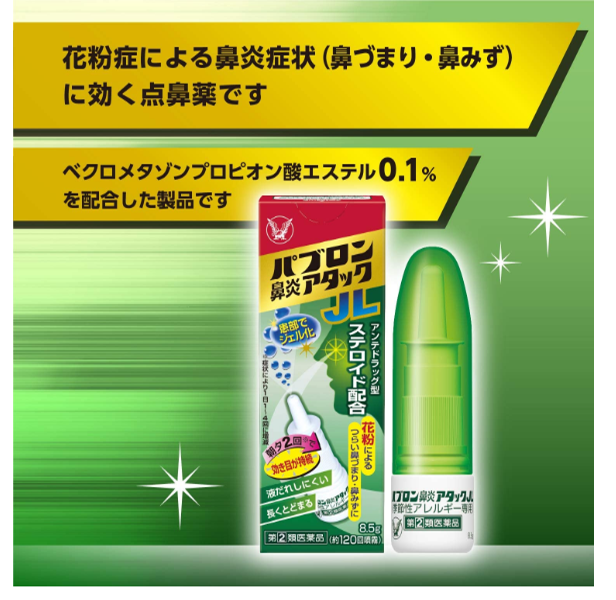 花粉症による鼻炎症状（鼻づまり・鼻みず）
に効く点鼻薬です
ベクロメタゾンプロピオン酸エステル0.1%
を配合した製品です
パブロン
鼻炎アタック
JL
患部で
ジェル化
アンテドラッグ型
ステロイド配合
花粉による
つらい鼻づまり・鼻みずに
朝夕2回で
効き目が持続
液だれしにくい
長くとどまる
8.5g
指②類医薬品
(約120回噴霧)
パブロン鼻炎アタックJL
季節性アレルギー専用
指②類医薬品